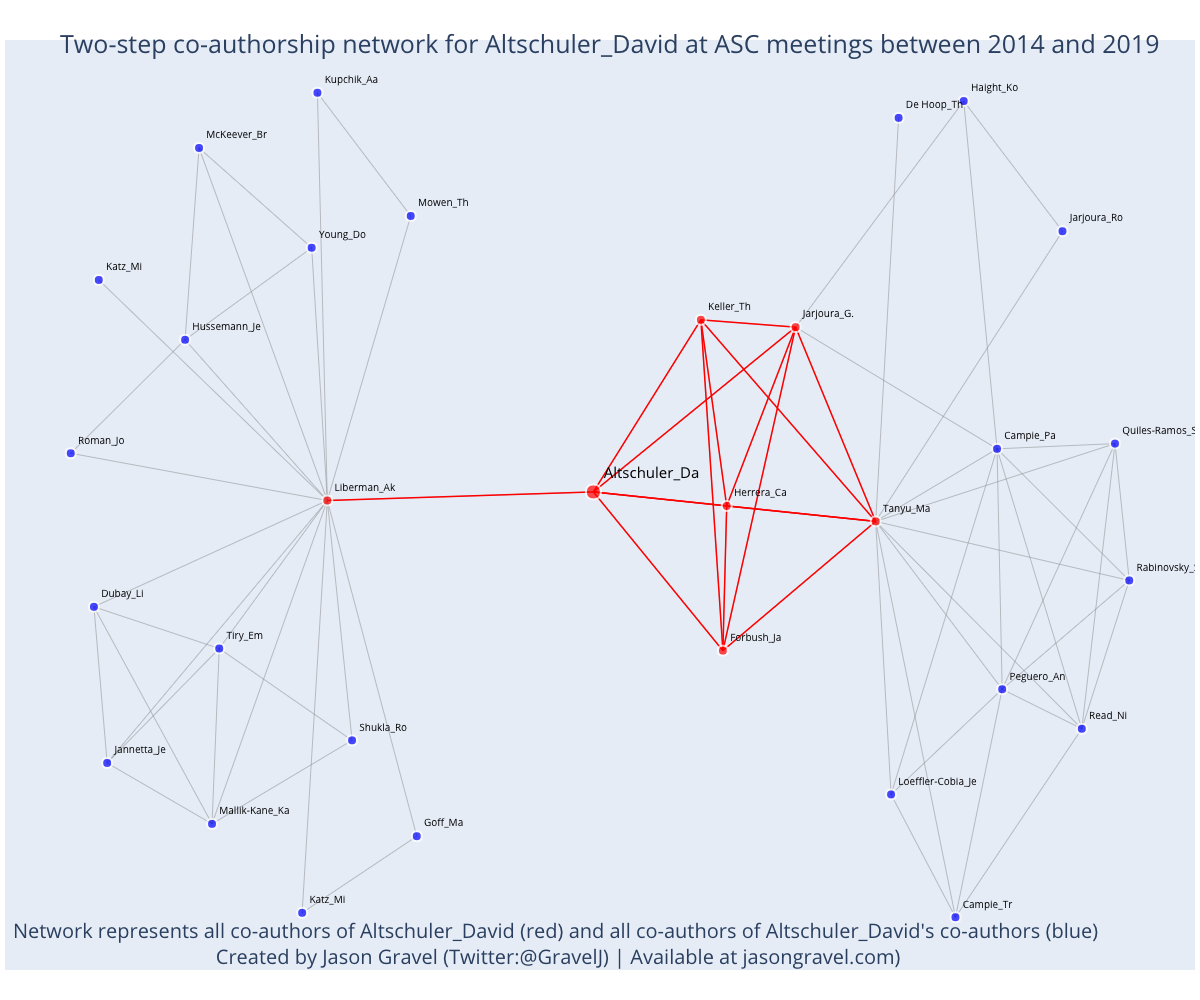 Two-step co-authorship network for Altschuler_David at ASC meetings between 2014 and 2019
Kupchik_Aa
Haight_Ko
De Hoop_Th
McKeever_Br
Mowen_Th
Jarjoura_Ro
Young_Do
Katz_Mi
Keller_Th
Jarjoura_G.
Hussemann_Je
Quiles-Ramos_S
Campie_Pa
Roman_Jo
Altschuler_Da
Liberman_Ak
Herrera_Ca
Tanyu_Ma
Rabinovsky_S
Dubay_Li
Tiry_Em
Forbush_Ja
Peguero_An
Read_Ni
Shukla_Ro
Jannetta_Je
Loeffler-Cobia_Je
Mallik-Kane_Ka
Goff_Ma
Katz_Mi
Campie_Tr
Network represents all co-authors of Altschuler_David (red) and all co-authors of Altschuler_David's co-authors (blue)
Created by Jason Gravel (Twitter:@GravelJ) | Available at jasongravel.com)